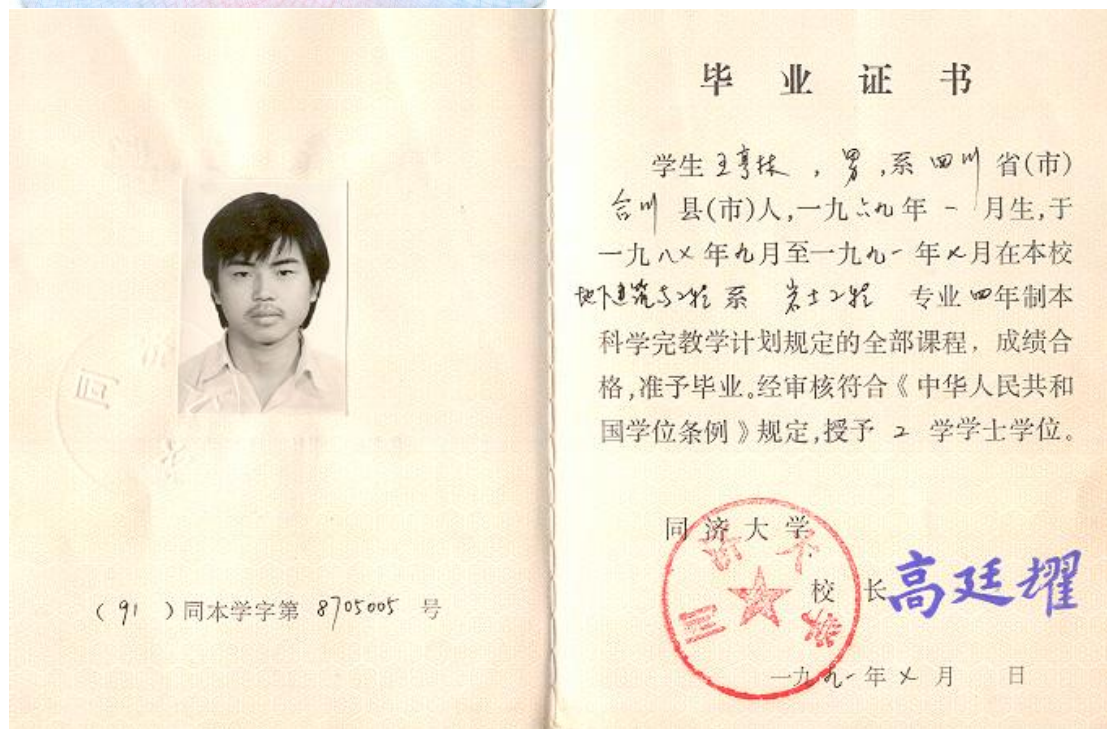 （91 ）同本学字第 8705005 号
毕业证书
学生王亨林，男，系四川省(市)
合川县(市)人，一九六九年一月生，于
一九八七年九月至一九九一年七月在本校
地下建筑与工程系 岩土工程 专业四年制本
科学完教学计划规定的全部课程，成绩合
格，准予毕业。经审核符合《中华人民共和
国学位条例》规定，授予 工 学学士学位。
同济大学
校 长 高廷耀
同济大学
一九九一年七月 日